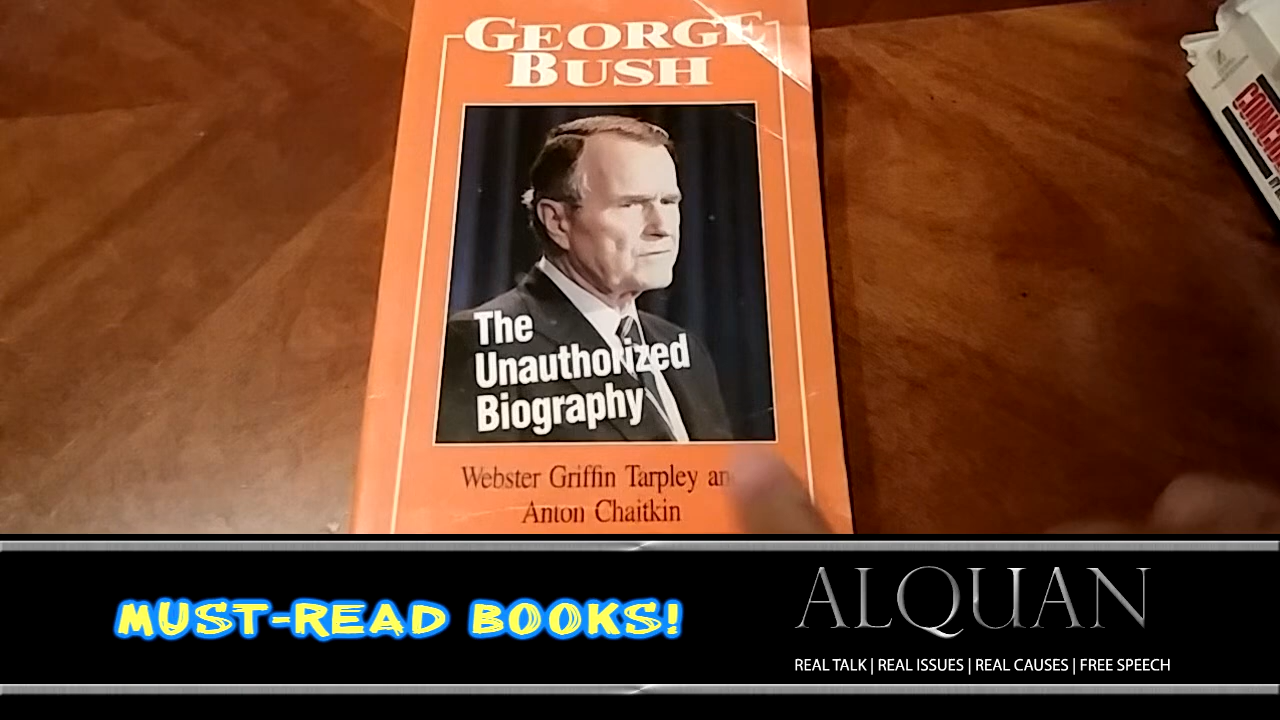 GEORGE
BUSH
The
Unauthorized
Biography
Webster Griffin Tarpley
Anton Chaitkin
MUST-READ BOOKS!
ALQUAN
REAL TALK | REAL ISSUES | REAL CAUSES | FREE SPEECH